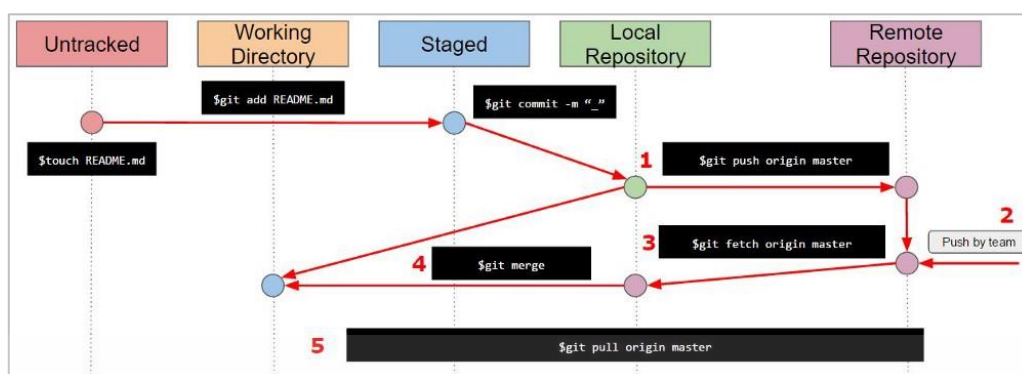 Untracked
Working
Directory
Staged
Local
Repository
Remote
Repository
$git add README.md
$git commit -m “_”
$touch README.md
1
$git push origin master
2
Push by team
3
$git fetch origin master
4
$git merge
5
$git pull origin master